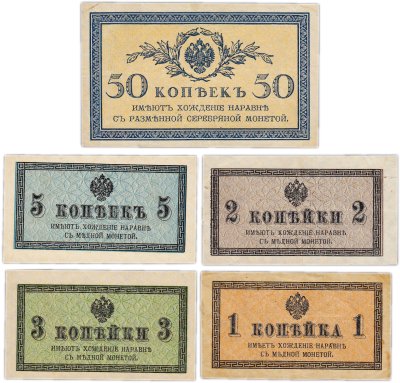 50 КОПѢЕКЪ 50
ИМѢЮТЪ ХОЖДЕНІЕ НАРАВНѢ
СЪ РАЗМѢННОЙ СЕРЕБРЯНОЙ МОНЕТОЙ.
5 КОПѢЕКЪ 5
ИМѢЮТЪ ХОЖДЕНІЕ НАРАВНѢ
СЪ МѢДНОЙ МОНЕТОЙ.
2 КОПѢЙКИ 2
ИМѢЮТЪ ХОЖДЕНІЕ НАРАВНѢ
СЪ МѢДНОЙ МОНЕТОЙ.
3 КОПѢЙКИ 3
ИМѢЮТЪ ХОЖДЕНІЕ НАРАВНѢ
СЪ МѢДНОЙ МОНЕТОЙ.
1 КОПѢЙКА 1
ИМѢЕТЪ ХОЖДЕНІЕ НАРАВНѢ
СЪ МѢДНОЙ МОНЕТОЙ.